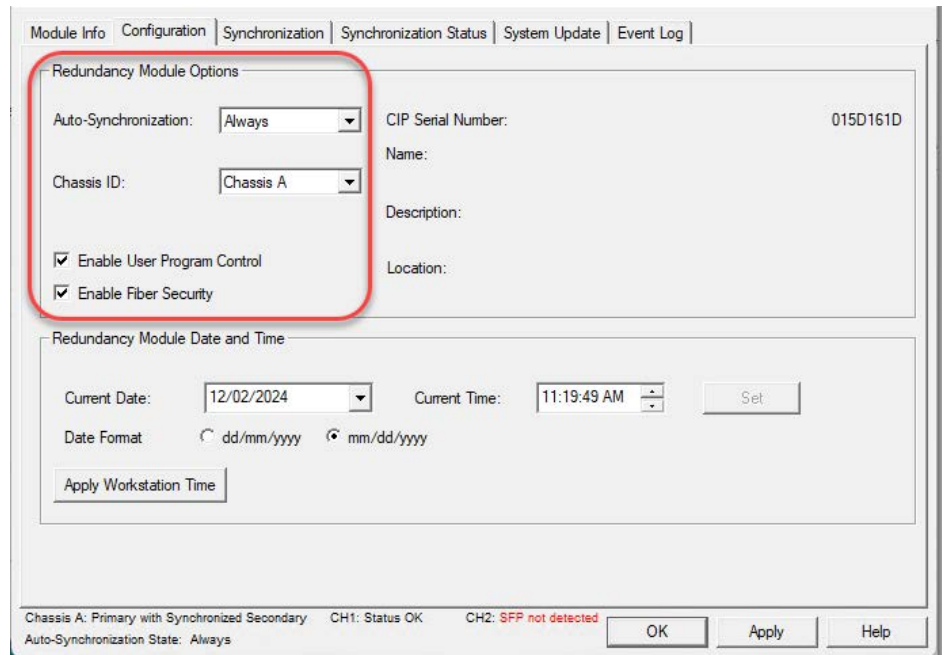 Module Info Configuration Synchronization Synchronization Status System Update Event Log
Redundancy Module Options
Auto-Synchronization: Always CIP Serial Number: 015D161D
Name:
Chassis ID: Chassis A
Description:
Enable User Program Control
Location:
Enable Fiber Security
Redundancy Module Date and Time
Current Date: 12/02/2024 Current Time: 11:19:49 AM Set
Date Format dd/mm/yyyy mm/dd/yyyy
Apply Workstation Time
Chassis A: Primary with Synchronized Secondary CH1: Status OK CH2: SFP not detected
Auto-Synchronization State: Always
OK Apply Help